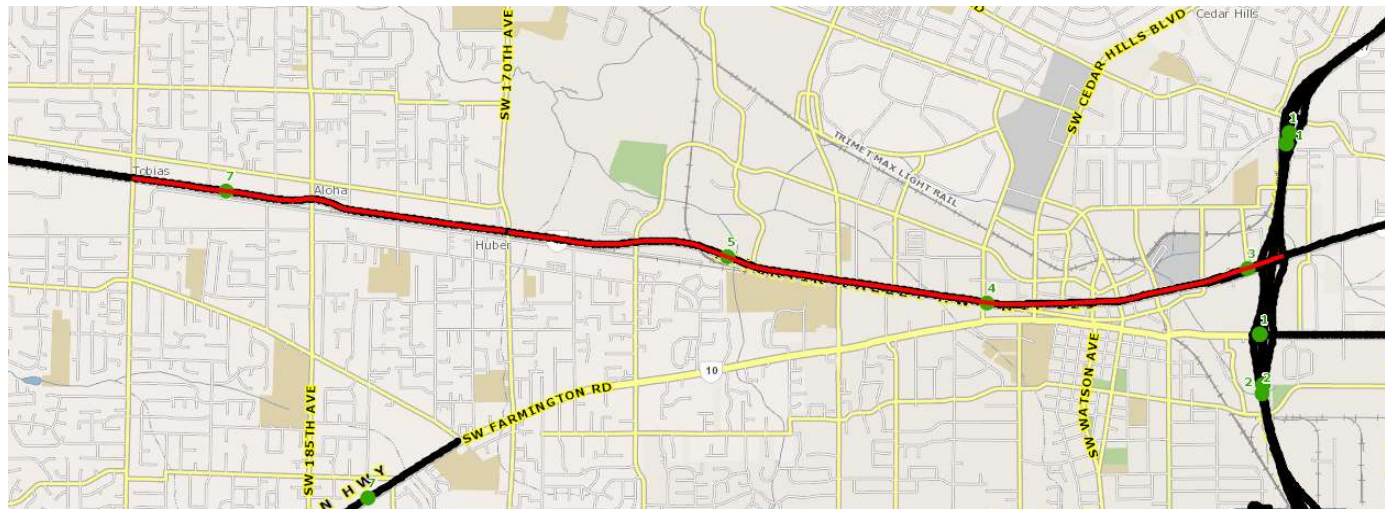 Cedar Hills
SW CEDAR HILLS BLVD
SW 170TH AVE
1
1
TRIMET MAX LIGHT RAIL
Tobias
7
Aloha
Huber
5
3
4
1
10
2
2
SW WATSON AVE
SW FARMINGTON RD
SW 185TH AVE
N HWY